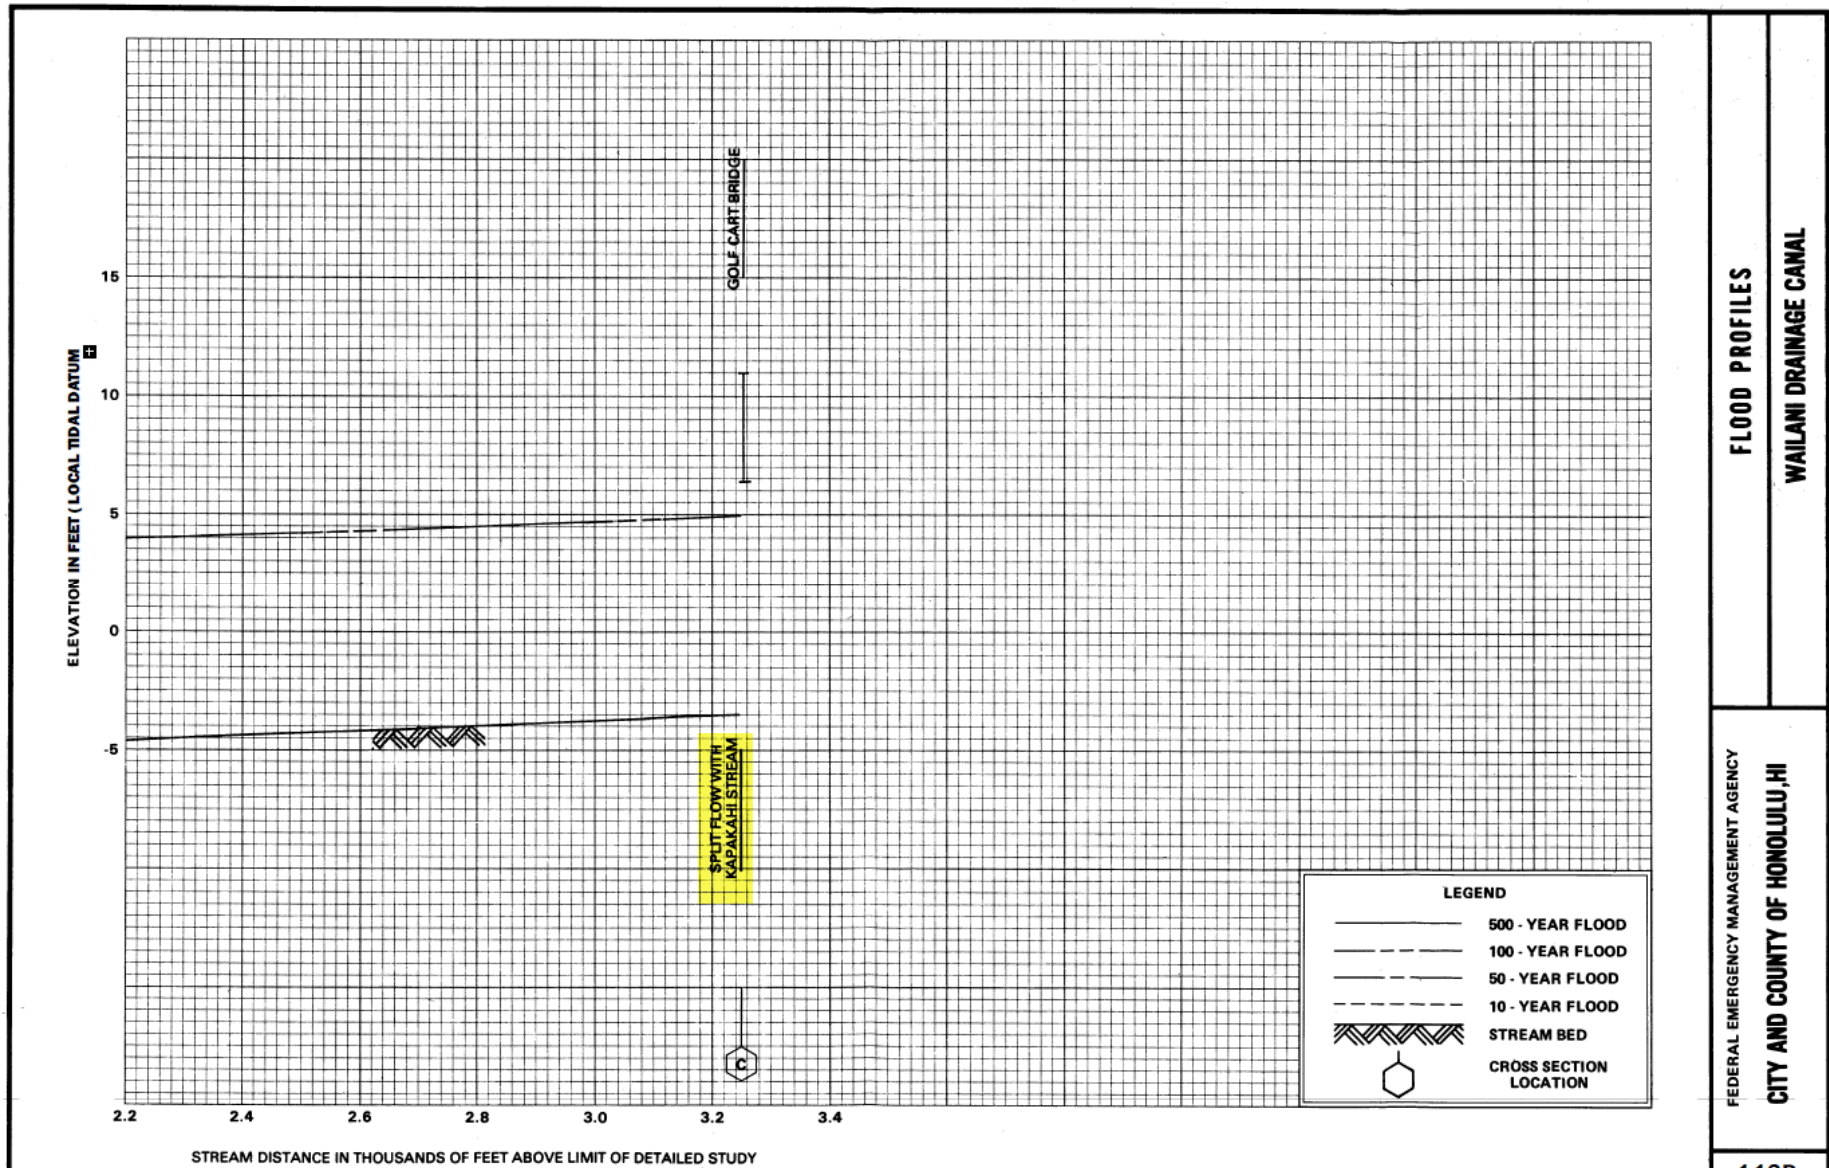 GOLF CART BRIDGE
ELEVATION IN FEET ( LOCAL TIDAL DATUM
15
10
5
0
-5
SPLIT FLOW WITH
KAPAKAHI STREAM
C
2.2 2.4 2.6 2.8 3.0 3.2 3.4
STREAM DISTANCE IN THOUSANDS OF FEET ABOVE LIMIT OF DETAILED STUDY
LEGEND
500 - YEAR FLOOD
100 - YEAR FLOOD
50 - YEAR FLOOD
10 - YEAR FLOOD
STREAM BED
CROSS SECTION
LOCATION
FLOOD PROFILES
WAILANI DRAINAGE CANAL
FEDERAL EMERGENCY MANAGEMENT AGENCY
CITY AND COUNTY OF HONOLULU,HI